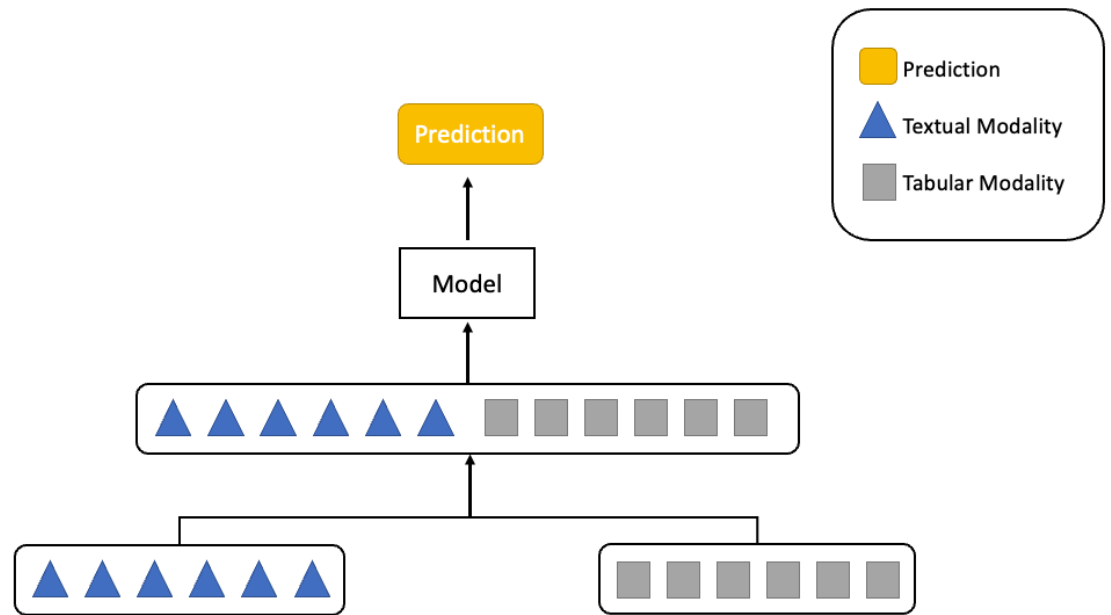 Prediction
Textual Modality
Tabular Modality
Prediction
Model